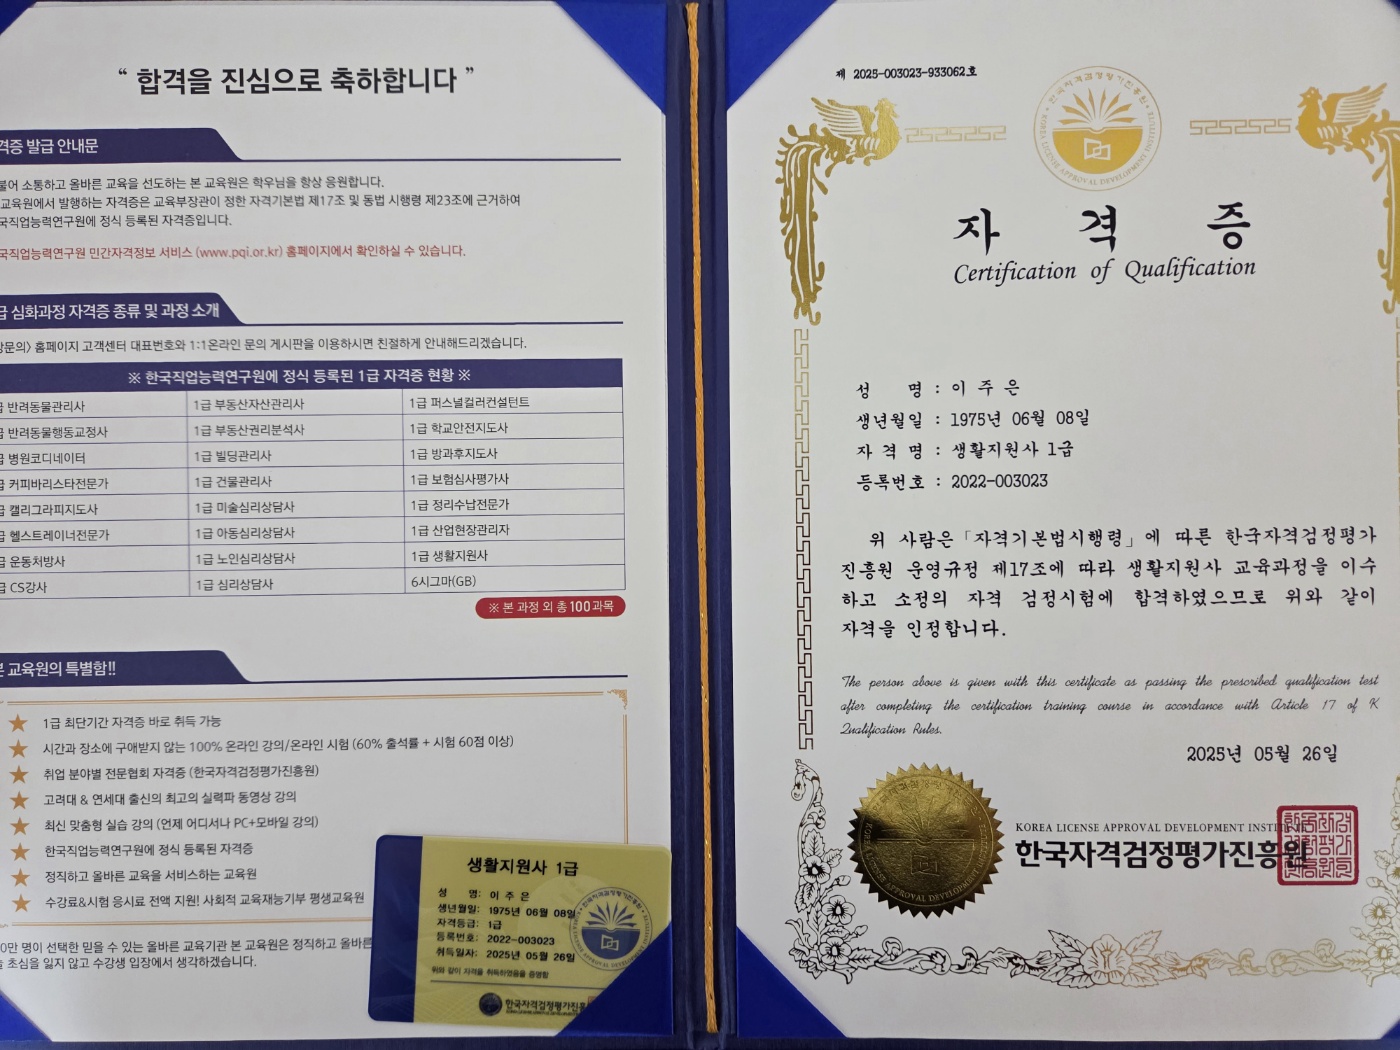 “ 합격을 진심으로 축하합니다 ”
격증 발급 안내문
불어 소통하고 올바른 교육을 선도하는 본 교육원은 학우님을 항상 응원합니다.
교육원에서 발행하는 자격증은 교육부장관이 정한 자격기본법 제17조 및 동법 시행령 제23조에 근거하여
국직업능력연구원에 정식 등록된 자격증입니다.
국직업능력연구원 민간자격정보 서비스 (www.pqi.or.kr) 홈페이지에서 확인하실 수 있습니다.
급 심화과정 자격증 종류 및 과정 소개
문의> 홈페이지 고객센터 대표번호와 1:1온라인 문의 게시판을 이용하시면 친절하게 안내해드리겠습니다.
※ 한국직업능력연구원에 정식 등록된 1급 자격증 현황 ※
급 반려동물관리사 1급 부동산자산관리사 1급 퍼스널컬러컨설턴트
급 반려동물행동교정사 1급 부동산권리분석사 1급 학교안전지도사
급 병원코디네이터 1급 빌딩관리사 1급 방과후지도사
급 커피바리스타전문가 1급 건물관리사 1급 보험심사평가사
급 캘리그라피지도사 1급 미술심리상담사 1급 정리수납전문가
급 헬스트레이너전문가 1급 아동심리상담사 1급 산업현장관리자
급 운동처방사 1급 노인심리상담사 1급 생활지원사
급 CS강사 1급 심리상담사 6시그마(GB)
※ 본 과정 외 총 100과목
본 교육원의 특별함!!
★ 1급 최단기간 자격증 바로 취득 가능
★ 시간과 장소에 구애받지 않는 100% 온라인 강의/온라인 시험 (60% 출석률 + 시험 60점 이상)
★ 취업 분야별 전문협회 자격증 (한국자격검정평가진흥원)
★ 고려대 & 연세대 출신의 최고의 실력파 동영상 강의
★ 최신 맞춤형 실습 강의 (언제 어디서나 PC+모바일 강의)
★ 한국직업능력연구원에 정식 등록된 자격증
★ 정직하고 올바른 교육을 서비스하는 교육원
★ 수강료&시험 응시료 전액 지원! 사회적 교육재능기부 평생교육원
0만 명이 선택한 믿을 수 있는 올바른 교육기관 본 교육원은 정직하고 올바른
초심을 잃지 않고 수강생 입장에서 생각하겠습니다.
생활지원사 1급
성 명: 이 주 은
생년월일: 1975년 06월 08일
자격등급: 1급
등록번호: 2022-003023
취득일자: 2025년 05월 26일
위와 같이 자격을 취득하였음을 증명함
한국자격검정평가진흥
제 2025-003023-933062호
한국자격검정평가진흥원
KOREA LICENSE APPROVAL DEVELOPMENT INSTITUTE
자 격 증
Certification of Qualification
성 명 : 이 주 은
생년월일 : 1975년 06월 08일
자 격 명 : 생활지원사 1급
등록번호 : 2022-003023
위 사람은「자격기본법시행령」에 따른 한국자격검정평가
진흥원 운영규정 제17조에 따라 생활지원사 교육과정을 이수
하고 소정의 자격 검정시험에 합격하였으므로 위와 같이
자격을 인정합니다.
The person above is given with this certificate as passing the prescribed qualification test
after completing the certification training course in accordance with Article 17 of K
Qualification Rules.
2025년 05월 26일
KOREA LICENSE APPROVAL DEVELOPMENT INSTITUTE
한국자격검정평가진흥원